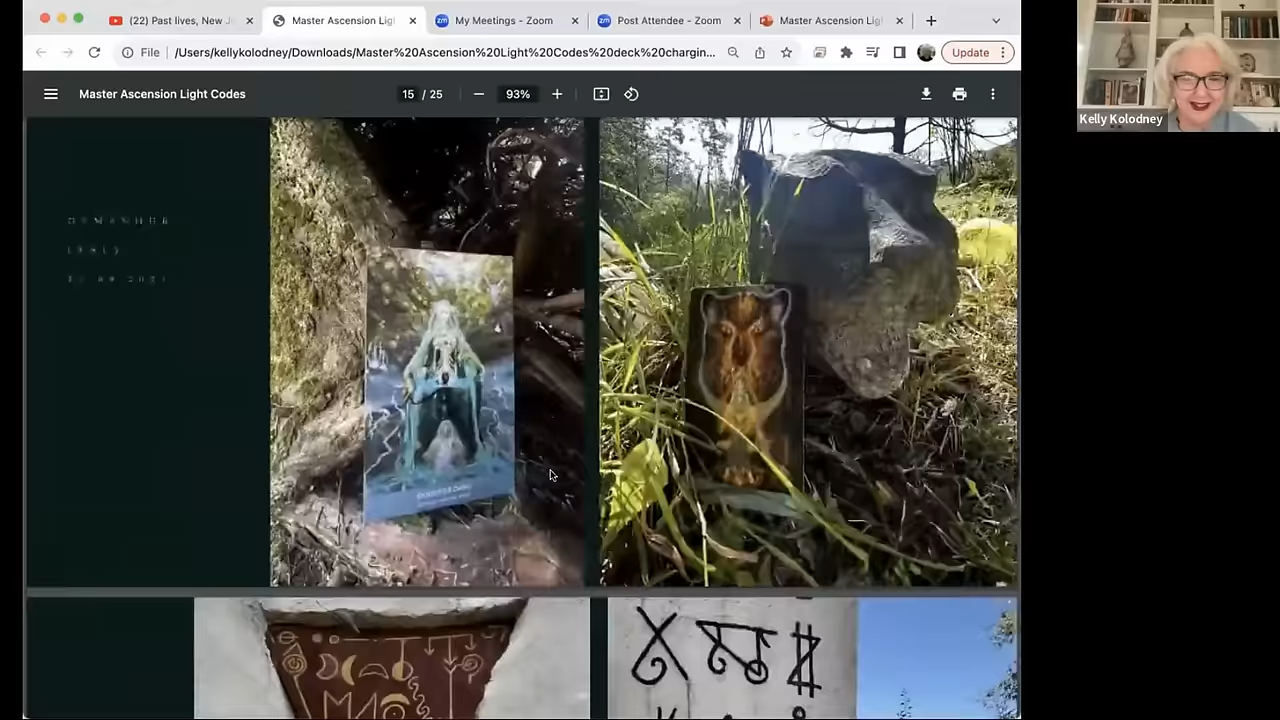 (22) Past lives, New J
Master Ascension Lig
My Meetings - Zoom
Post Attendee - Zoom
Master Ascension Lig
File
/Users/kellykolodney/Downloads/Master%20Ascension%20Light%20Codes%20deck%20chargin...
Update
Master Ascension Light Codes
15 / 25
93%
Kelly Kolodney